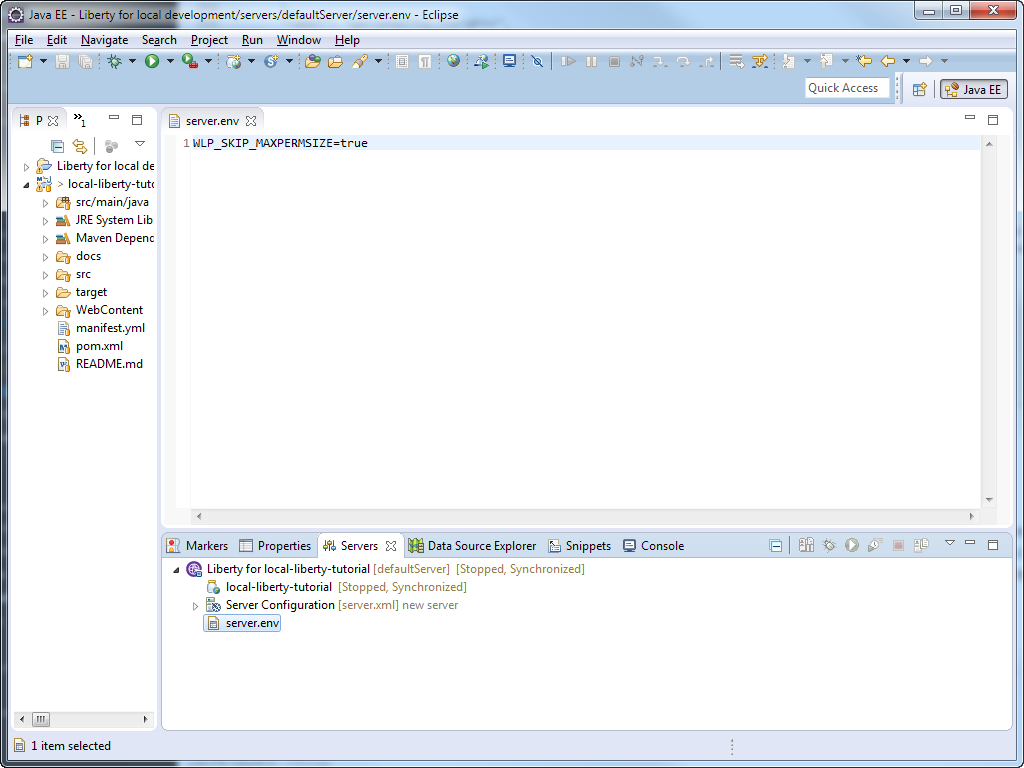 Java EE - Liberty for local development/servers/defaultServer/server.env - Eclipse
File Edit Navigate Search Project Run Window Help
Quick Access
Java EE
P
»1
server.env
1 WLP_SKIP_MAXPERMSIZE=true
Liberty for local de
> local-liberty-tuto
src/main/java
JRE System Lib
Maven Depend
docs
src
target
WebContent
manifest.yml
pom.xml
README.md
Markers Properties Servers Data Source Explorer Snippets Console
Liberty for local-liberty-tutorial [defaultServer] [Stopped, Synchronized]
local-liberty-tutorial [Stopped, Synchronized]
Server Configuration [server.xml] new server
server.env
1 item selected